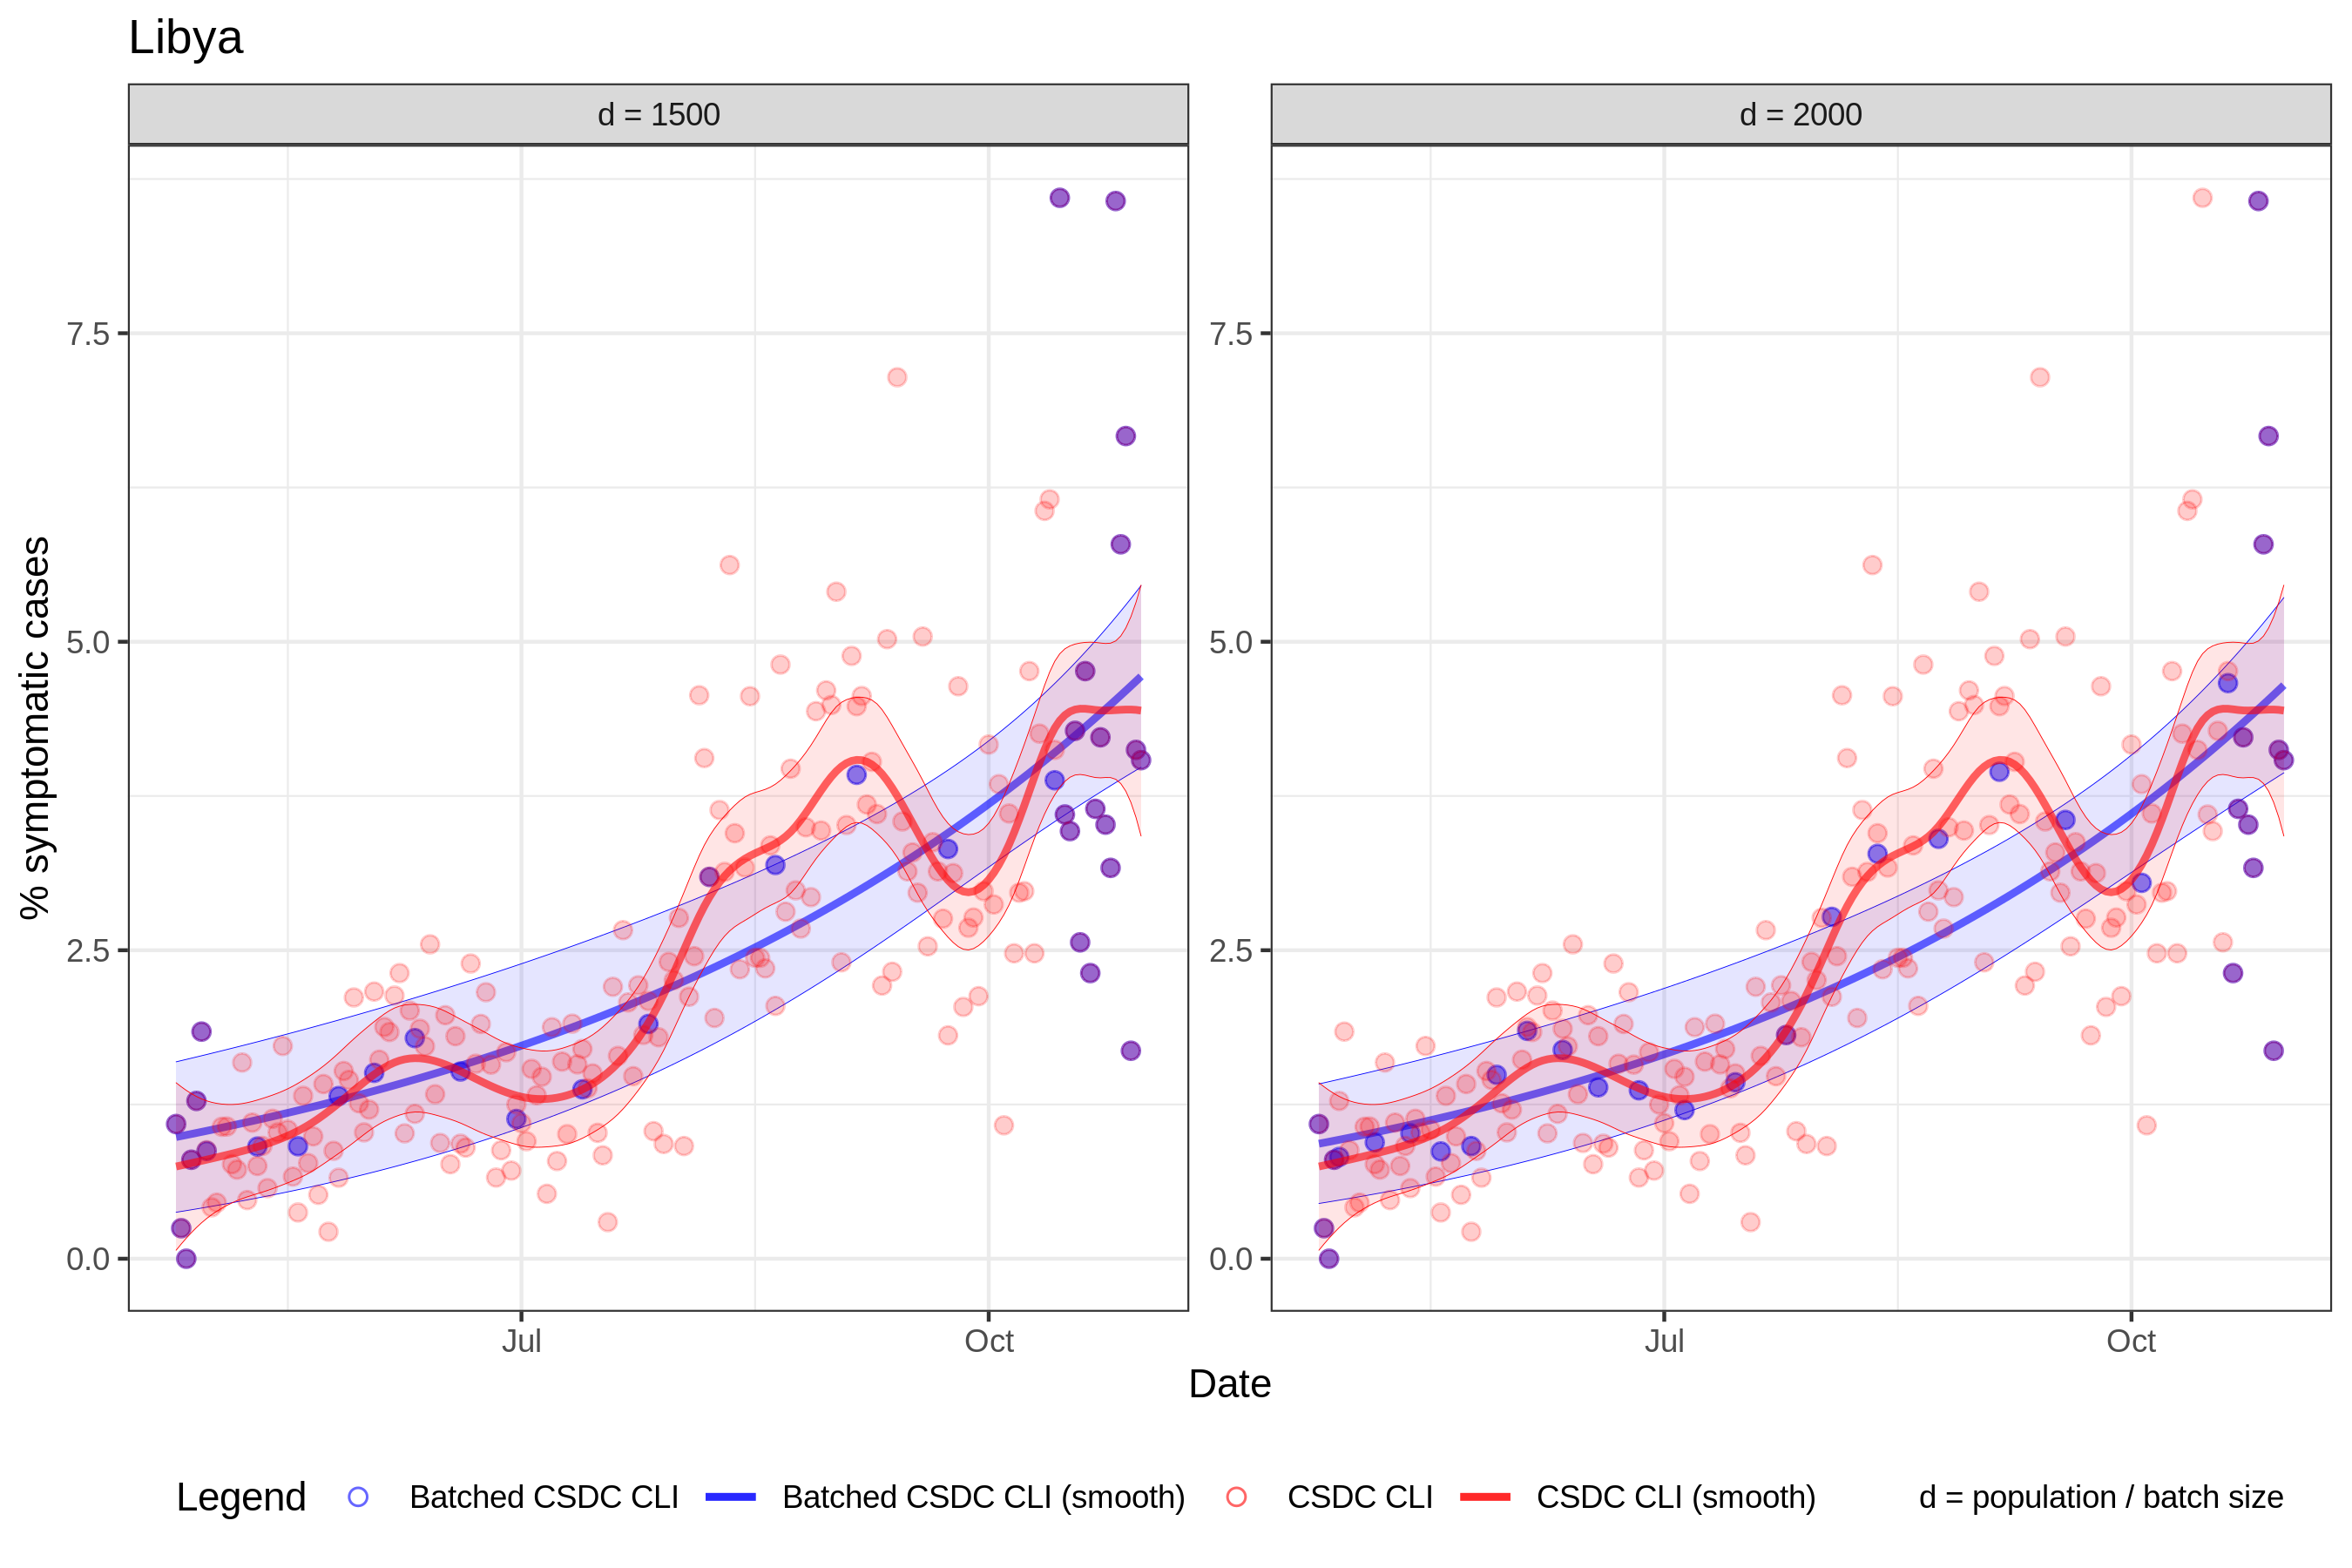 Libya
d = 1500
d = 2000
% symptomatic cases
7.5
5.0
2.5
0.0
7.5
5.0
2.5
0.0
Jul
Oct
Jul
Oct
Date
Legend
Batched CSDC CLI
Batched CSDC CLI (smooth)
CSDC CLI
CSDC CLI (smooth)
d = population / batch size